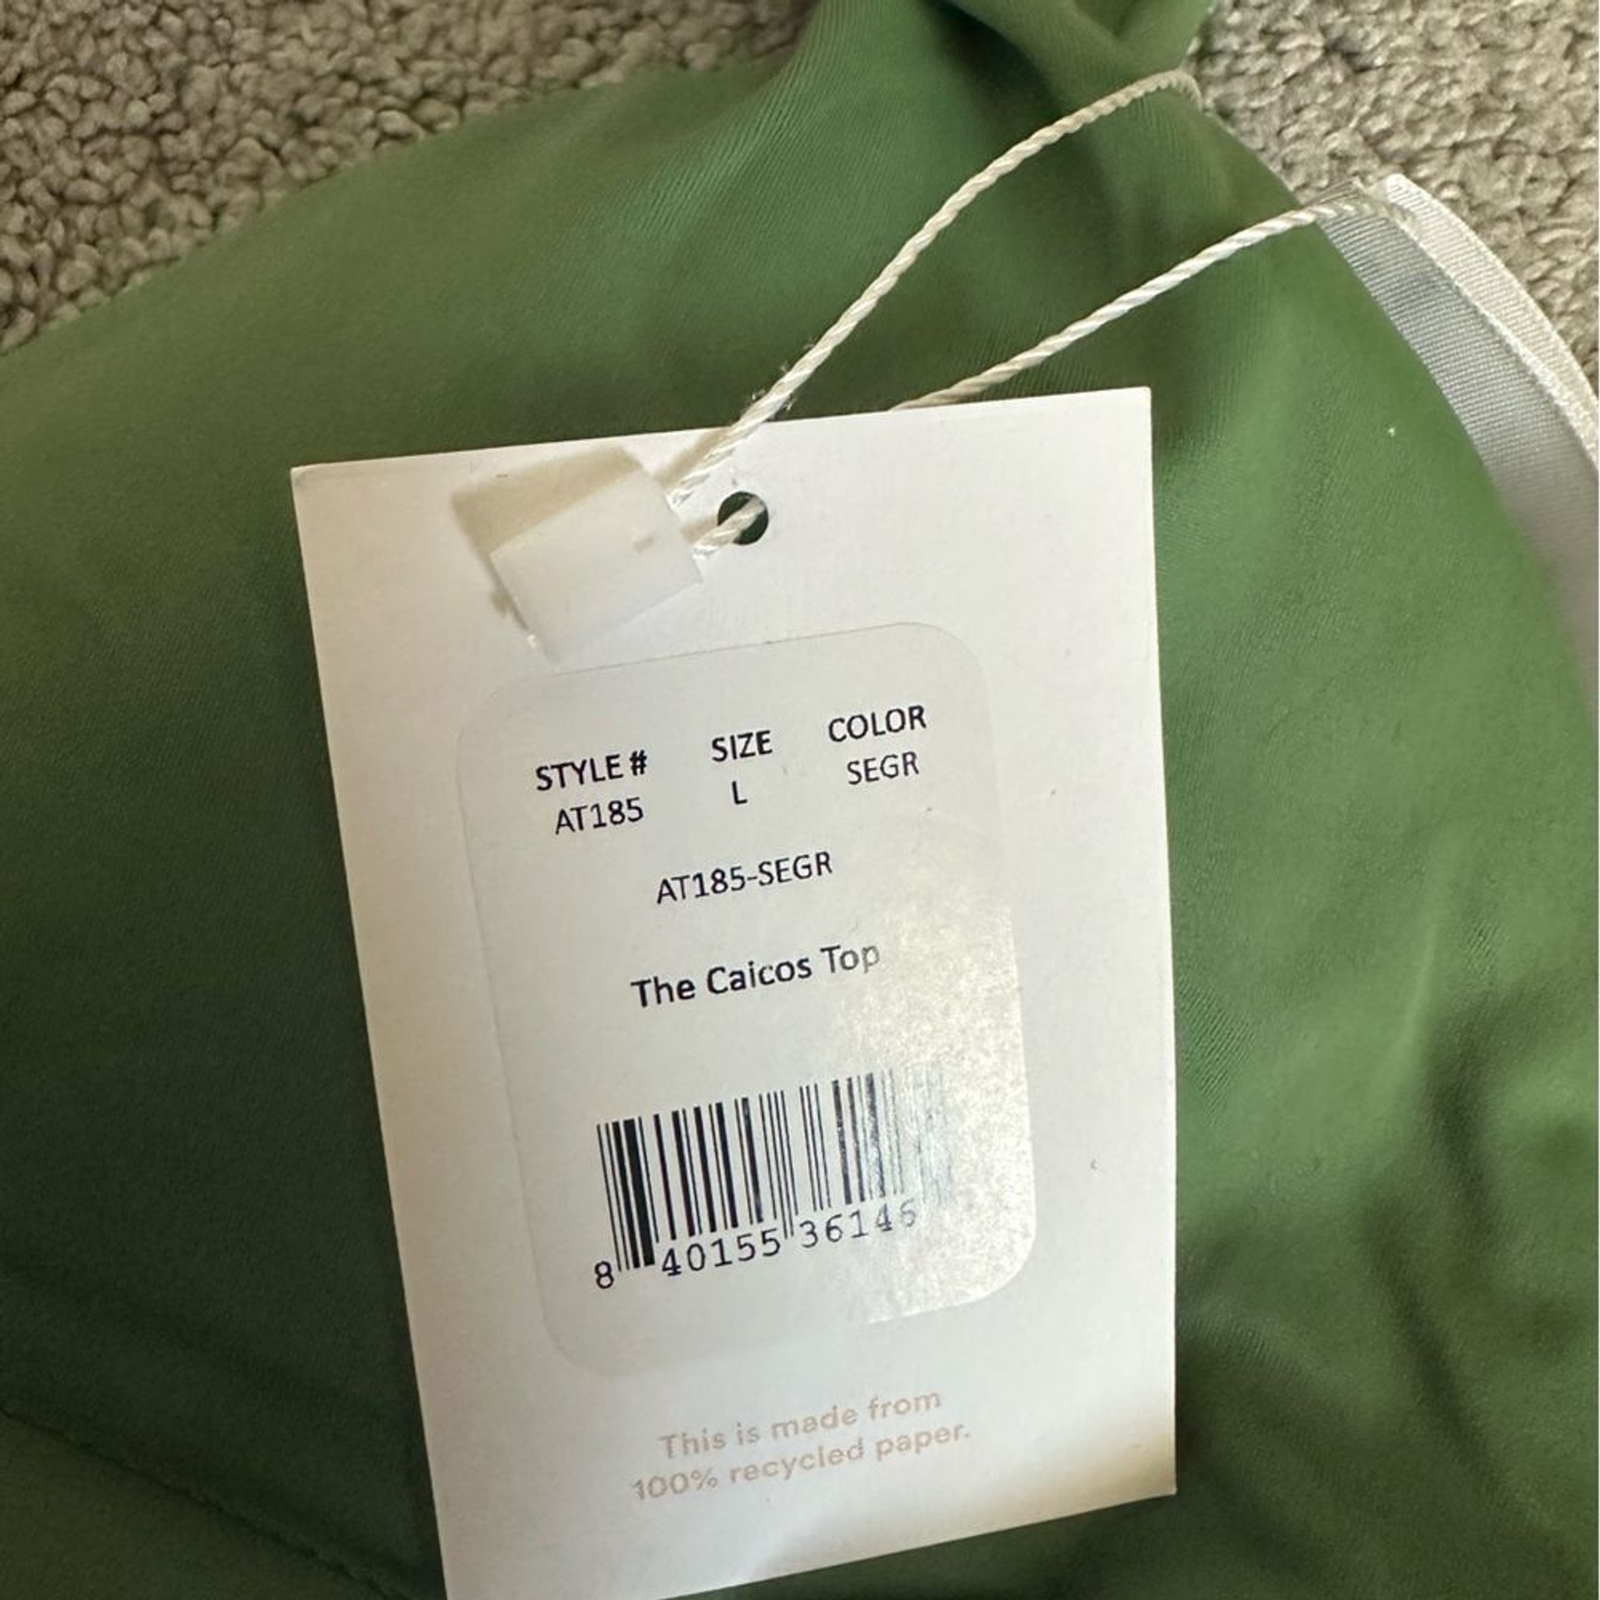 STYLE # SIZE COLOR
AT185 L SEGR
AT185-SEGR
The Caicos Top
8 40155 36146
This is made from
100% recycled paper.